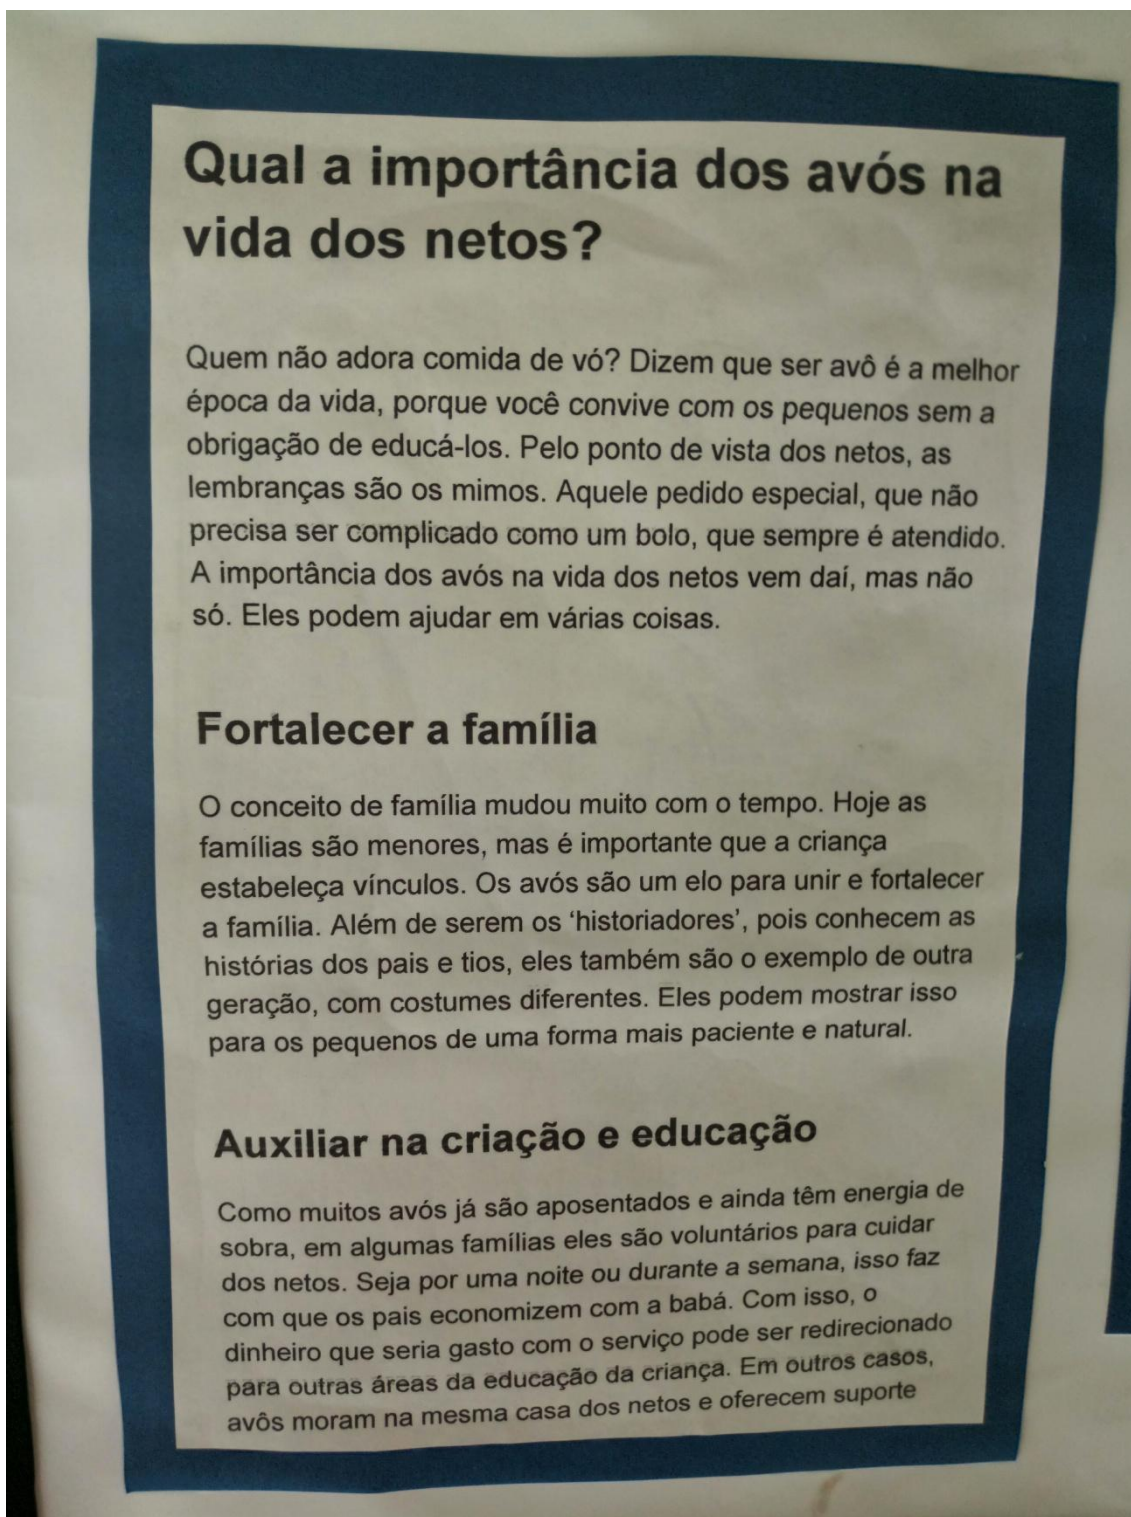 Qual a importância dos avós na
vida dos netos?
Quem não adora comida de vó? Dizem que ser avô é a melhor
época da vida, porque você convive com os pequenos sem a
obrigação de educá-los. Pelo ponto de vista dos netos, as
lembranças são os mimos. Aquele pedido especial, que não
precisa ser complicado como um bolo, que sempre é atendido.
A importância dos avós na vida dos netos vem daí, mas não
só. Eles podem ajudar em várias coisas.
Fortalecer a família
O conceito de família mudou muito com o tempo. Hoje as
famílias são menores, mas é importante que a criança
estabeleça vínculos. Os avós são um elo para unir e fortalecer
a família. Além de serem os ‘historiadores’, pois conhecem as
histórias dos pais e tios, eles também são o exemplo de outra
geração, com costumes diferentes. Eles podem mostrar isso
para os pequenos de uma forma mais paciente e natural.
Auxiliar na criação e educação
Como muitos avós já são aposentados e ainda têm energia de
sobra, em algumas famílias eles são voluntários para cuidar
dos netos. Seja por uma noite ou durante a semana, isso faz
com que os pais economizem com a babá. Com isso, o
dinheiro que seria gasto com o serviço pode ser redirecionado
para outras áreas da educação da criança. Em outros casos,
avôs moram na mesma casa dos netos e oferecem suporte